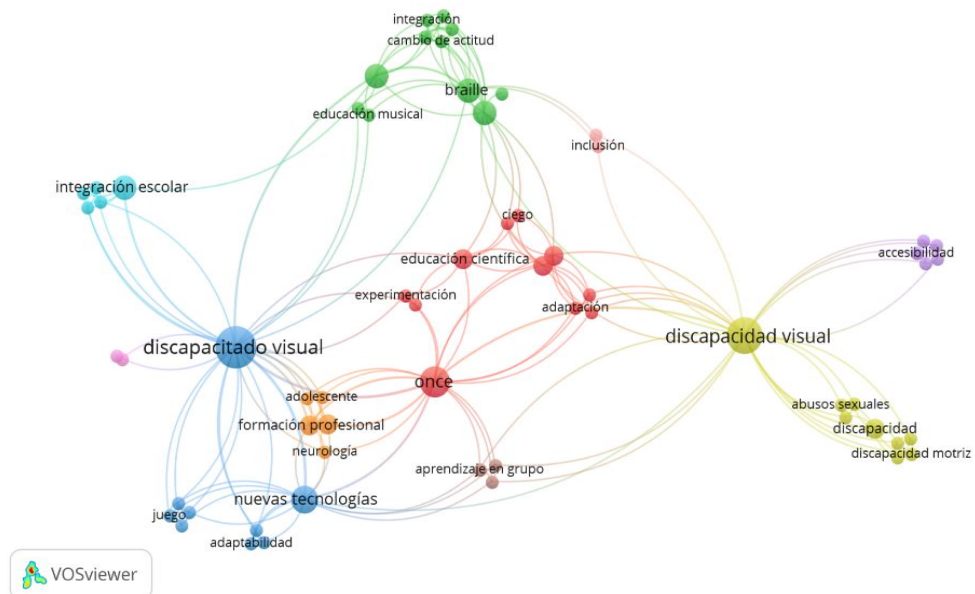 integración
cambio de actitud
braille
educación musical
inclusión
integración escolar
ciego
accesibilidad
educación científica
experimentación
adaptación
discapacidad visual
discapacitado visual
once
adolescente
abusos sexuales
formación profesional
discapacidad
neurología
discapacidad motriz
aprendizaje en grupo
nuevas tecnologías
juego
adaptabilidad
VOSviewer